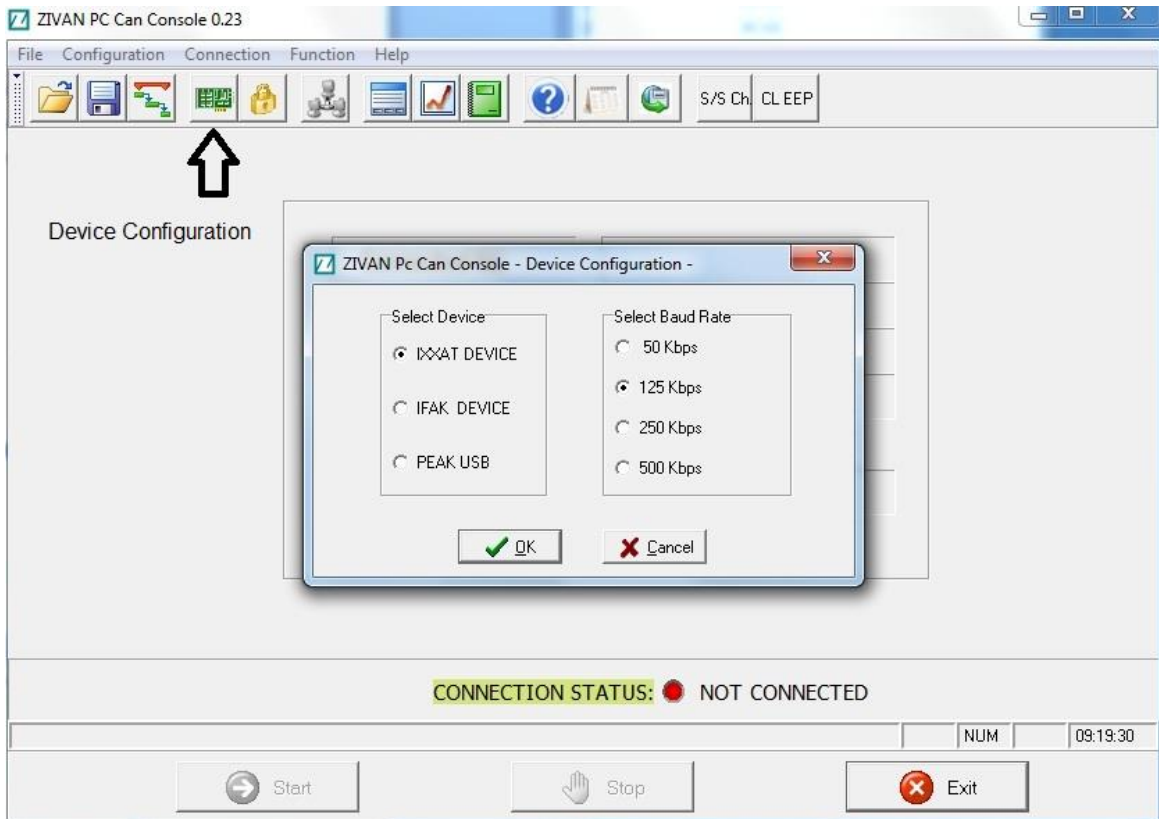 ZIVAN PC Can Console 0.23
File Configuration Connection Function Help
S/S Ch. CL EEP
Device Configuration
ZIVAN Pc Can Console - Device Configuration -
Select Device Select Baud Rate
IXXAT DEVICE 50 Kbps
125 Kbps
IFAK DEVICE
250 Kbps
PEAK USB 500 Kbps
OK Cancel
CONNECTION STATUS: NOT CONNECTED
NUM 09:19:30
Start Stop Exit